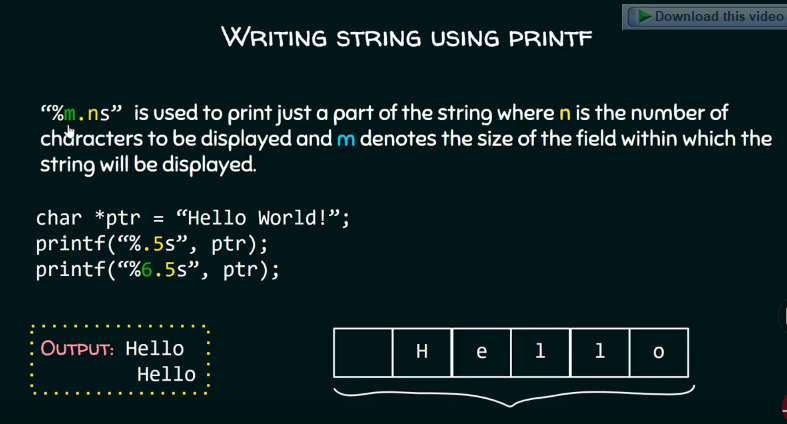 Download this video
WRITING STRING USING PRINTF
“%m.ns” is used to print just a part of the string where n is the number of
characters to be displayed and m denotes the size of the field within which the
string will be displayed.
char *ptr = “Hello World!”;
printf(“%.5s”, ptr);
printf(“%6.5s”, ptr);
OUTPUT: Hello
Hello
H e l l o